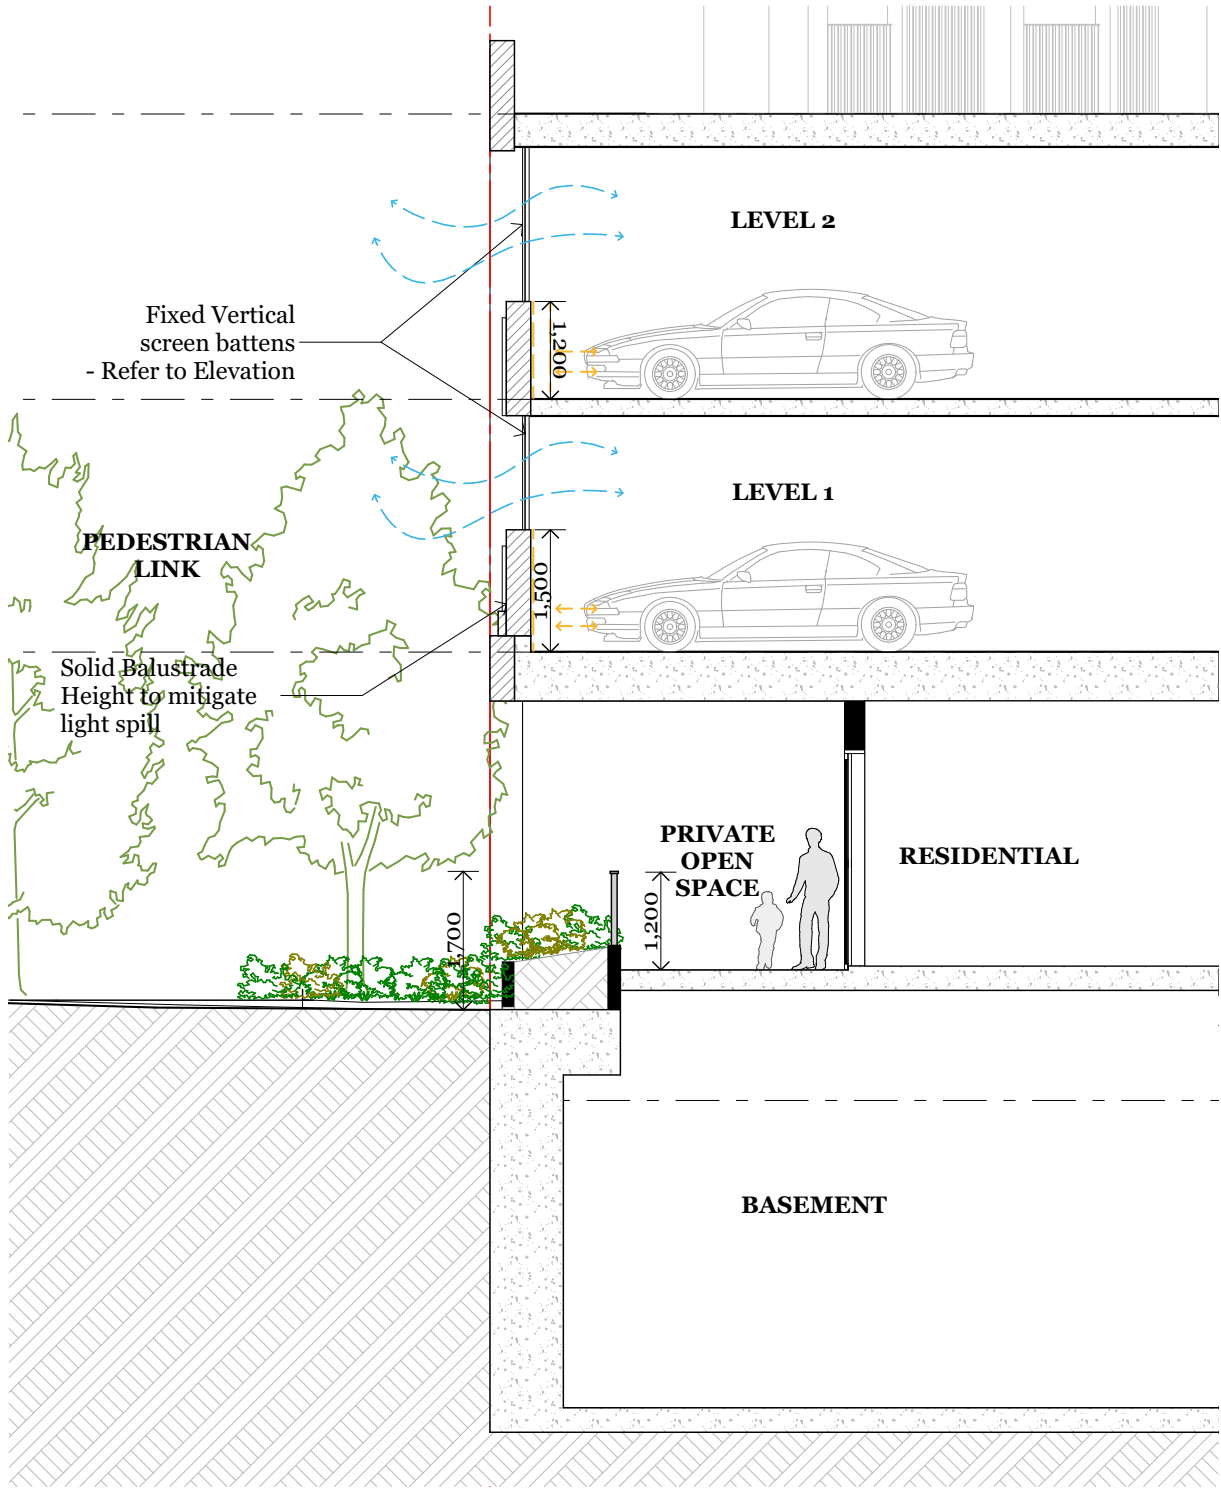 LEVEL 2
Fixed Vertical
screen battens
- Refer to Elevation
1,200
LEVEL 1
PEDESTRIAN
LINK
1,500
Solid Balustrade
Height to mitigate
light spill
PRIVATE
OPEN
SPACE
RESIDENTIAL
1,700
1,200
BASEMENT